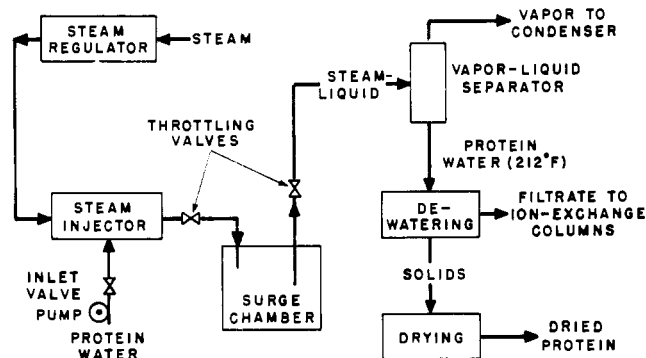 STEAM
REGULATOR
STEAM
THROTTLING
VALVES
STEAM
INJECTOR
INLET
VALVE
PUMP
PROTEIN
WATER
SURGE
CHAMBER
STEAM-
LIQUID
VAPOR TO
CONDENSER
VAPOR-LIQUID
SEPARATOR
PROTEIN
WATER (212°F)
DE-
WATERING
FILTRATE TO
ION-EXCHANGE
COLUMNS
SOLIDS
DRYING
DRIED
PROTEIN